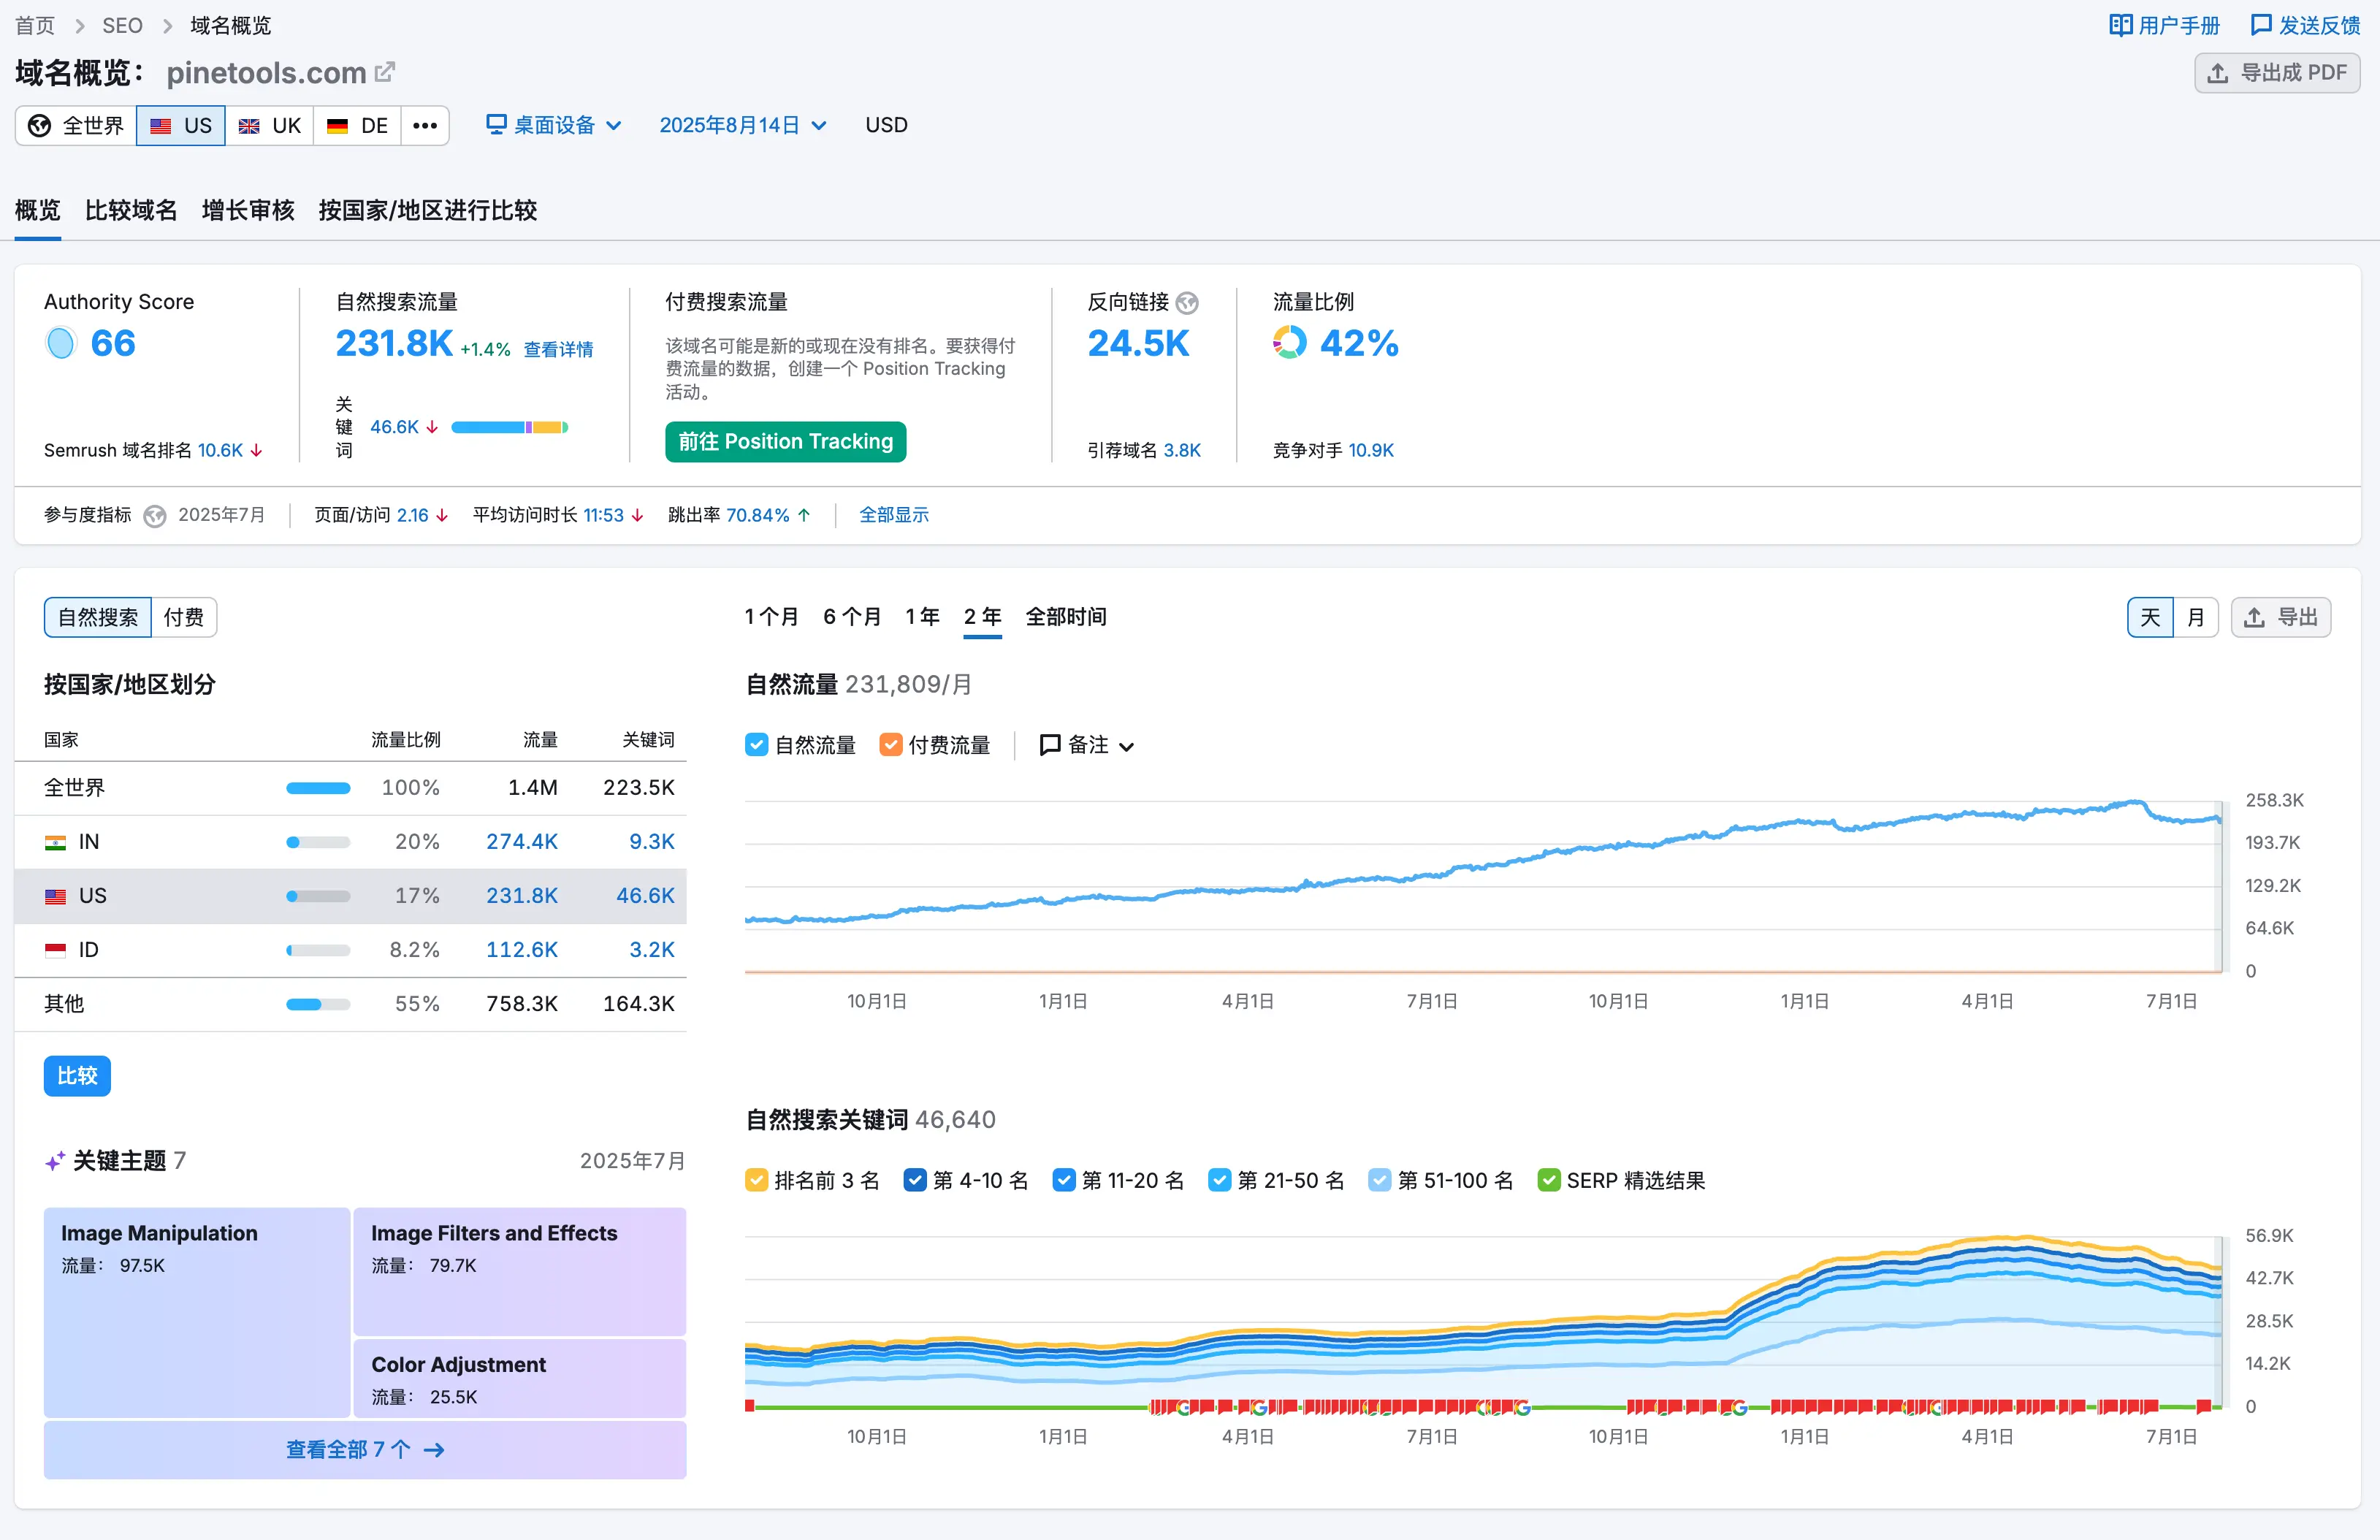 首页 > SEO > 域名概览
用户手册 发送反馈
域名概览： pinetools.com
导出成 PDF
全世界 US UK DE ••• 桌面设备 2025年8月14日 USD
概览 比较域名 增长审核 按国家/地区进行比较
Authority Score
66
Semrush 域名排名 10.6K ↓
自然搜索流量
231.8K +1.4% 查看详情
关键词 46.6K ↓
付费搜索流量
该域名可能是新的或现在没有排名。要获得付
费流量的数据，创建一个 Position Tracking
活动。
前往 Position Tracking
反向链接
24.5K
引荐域名 3.8K
流量比例
42%
竞争对手 10.9K
参与度指标 2025年7月 页面/访问 2.16 ↓ 平均访问时长 11:53 ↓ 跳出率 70.84% ↑ 全部显示
自然搜索 付费
按国家/地区划分
国家 流量比例 流量 关键词
全世界 100% 1.4M 223.5K
IN 20% 274.4K 9.3K
US 17% 231.8K 46.6K
ID 8.2% 112.6K 3.2K
其他 55% 758.3K 164.3K
比较
关键主题 7 2025年7月
Image Manipulation
流量： 97.5K
Image Filters and Effects
流量： 79.7K
Color Adjustment
流量： 25.5K
查看全部 7 个 →
1 个月 6 个月 1 年 2 年 全部时间
天 月 导出
自然流量 231,809/月
自然流量 付费流量 备注
258.3K
193.7K
129.2K
64.6K
0
10月1日 1月1日 4月1日 7月1日 10月1日 1月1日 4月1日 7月1日
自然搜索关键词 46,640
排名前 3 名 第 4-10 名 第 11-20 名 第 21-50 名 第 51-100 名 SERP 精选结果
56.9K
42.7K
28.5K
14.2K
0
10月1日 1月1日 4月1日 7月1日 10月1日 1月1日 4月1日 7月1日